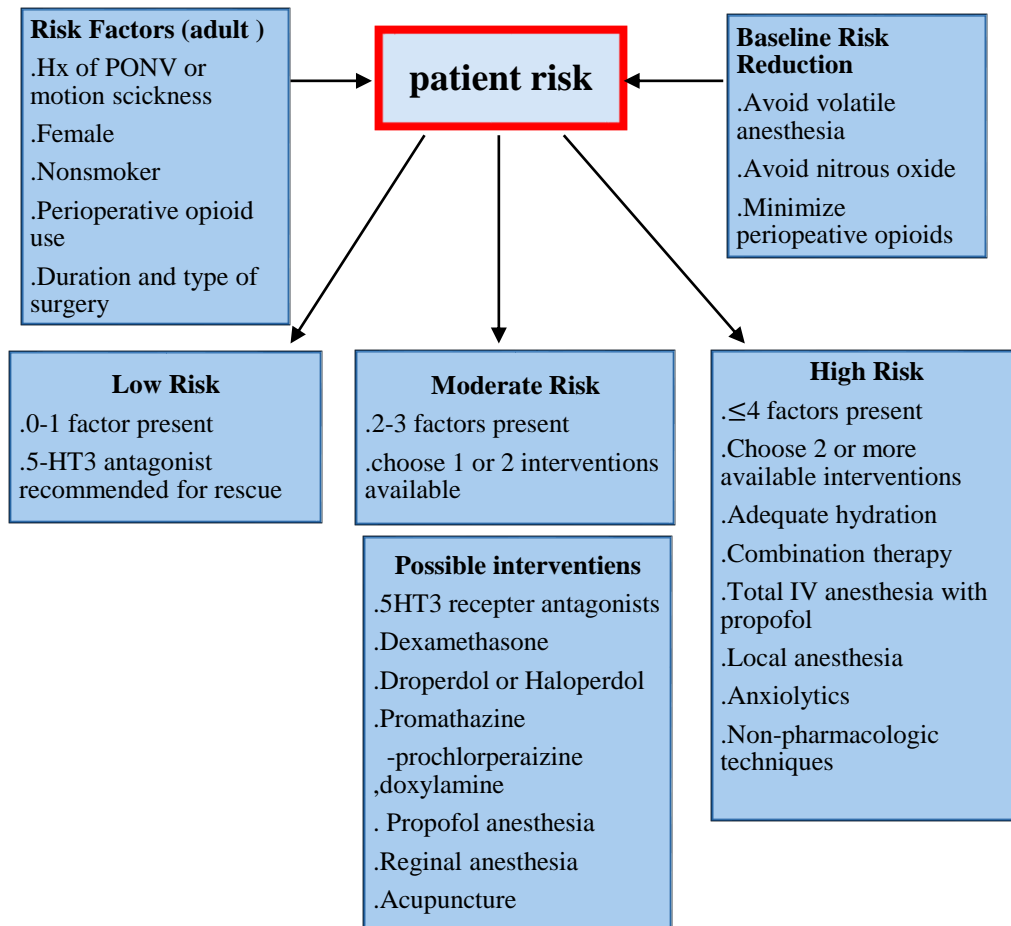 Risk Factors (adult )
.Hx of PONV or
motion scickness
.Female
.Nonsmoker
.Perioperative opioid
use
.Duration and type of
surgery
patient risk
Baseline Risk
Reduction
.Avoid volatile
anesthesia
.Avoid nitrous oxide
.Minimize
periopeative opioids
Low Risk
.0-1 factor present
.5-HT3 antagonist
recommended for rescue
Moderate Risk
.2-3 factors present
.choose 1 or 2 interventions
available
High Risk
.≤4 factors present
.Choose 2 or more
available interventions
.Adequate hydration
.Combination therapy
.Total IV anesthesia with
propofol
.Local anesthesia
.Anxiolytics
.Non-pharmacologic
techniques
Possible interventiens
.5HT3 recepter antagonists
.Dexamethasone
.Droperdol or Haloperdol
.Promathazine
-prochlorperaizine
,doxylamine
. Propofol anesthesia
.Reginal anesthesia
.Acupuncture